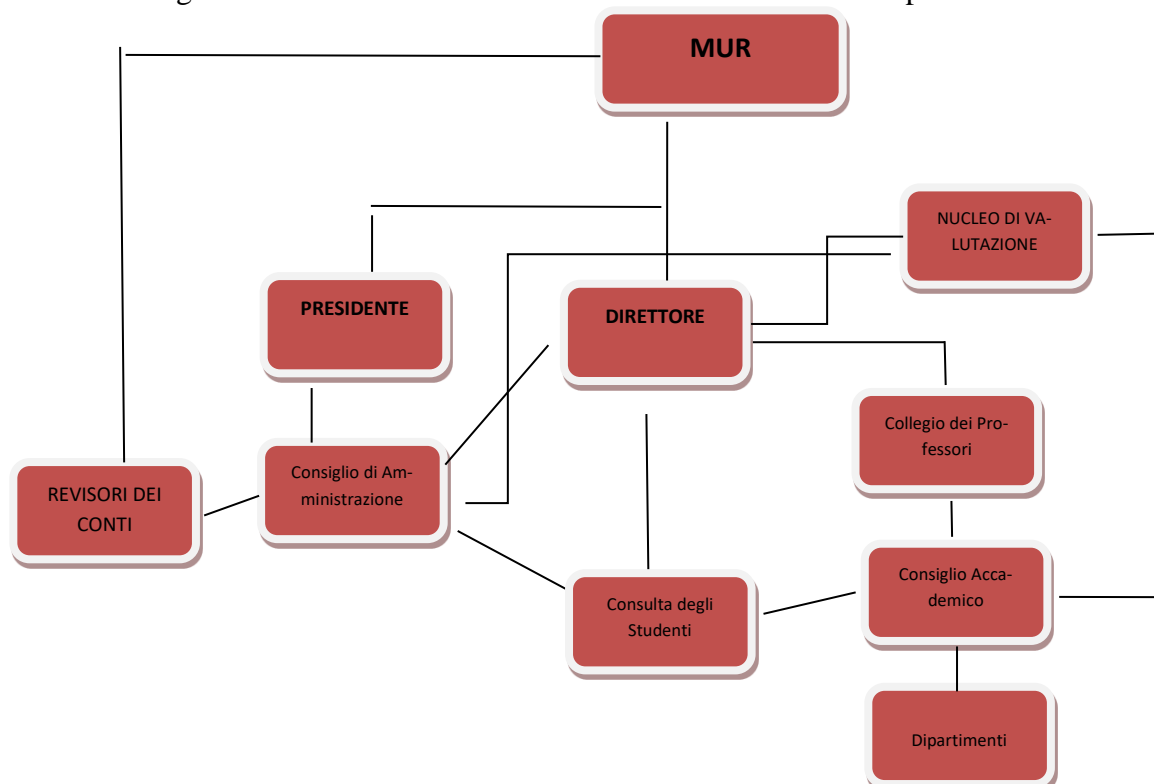 MUR
NUCLEO DI VA-
LUTAZIONE
PRESIDENTE
DIRETTORE
Collegio dei Pro-
fessori
Consiglio di Am-
ministrazione
REVISORI DEI
CONTI
Consiglio Acca-
demico
Consulta degli
Studenti
Dipartimenti